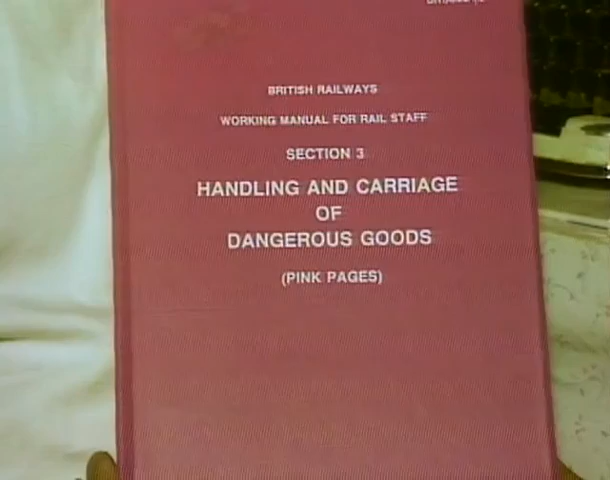 BRITISH RAILWAYS
WORKING MANUAL FOR RAIL STAFF
SECTION 3
HANDLING AND CARRIAGE
OF
DANGEROUS GOODS
(PINK PAGES)